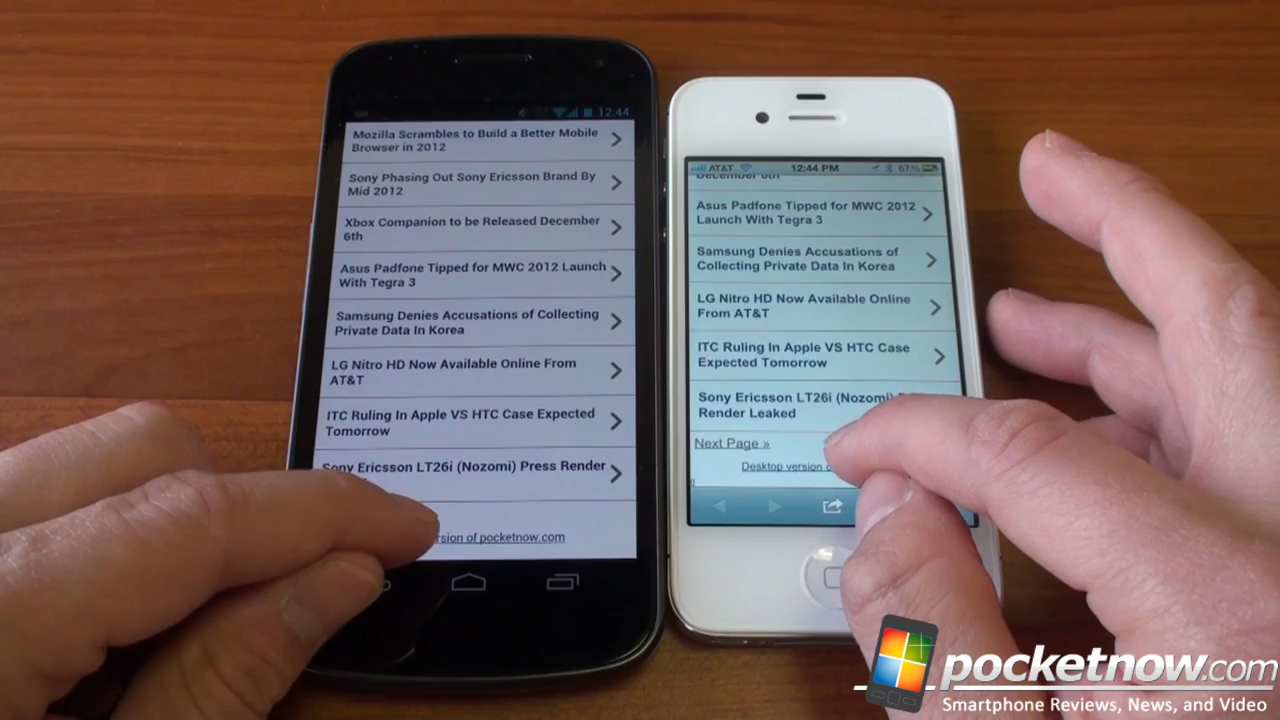 12:44
Mozilla Scrambles to Build a Better Mobile
Browser in 2012
Sony Phasing Out Sony Ericsson Brand By
Mid 2012
Xbox Companion to be Released December
6th
Asus Padfone Tipped for MWC 2012 Launch
With Tegra 3
Samsung Denies Accusations of Collecting
Private Data In Korea
LG Nitro HD Now Available Online From
AT&T
ITC Ruling In Apple VS HTC Case Expected
Tomorrow
Sony Ericsson LT26i (Nozomi) Press Render
of pocketnow.com
AT&T 12:44 PM 67%
December 6th
Asus Padfone Tipped for MWC 2012
Launch With Tegra 3
Samsung Denies Accusations of
Collecting Private Data In Korea
LG Nitro HD Now Available Online
From AT&T
ITC Ruling In Apple VS HTC Case
Expected Tomorrow
Sony Ericsson LT26i (Nozomi)
Render Leaked
Next Page »
Desktop version
pocketnow.com
Smartphone Reviews, News, and Video